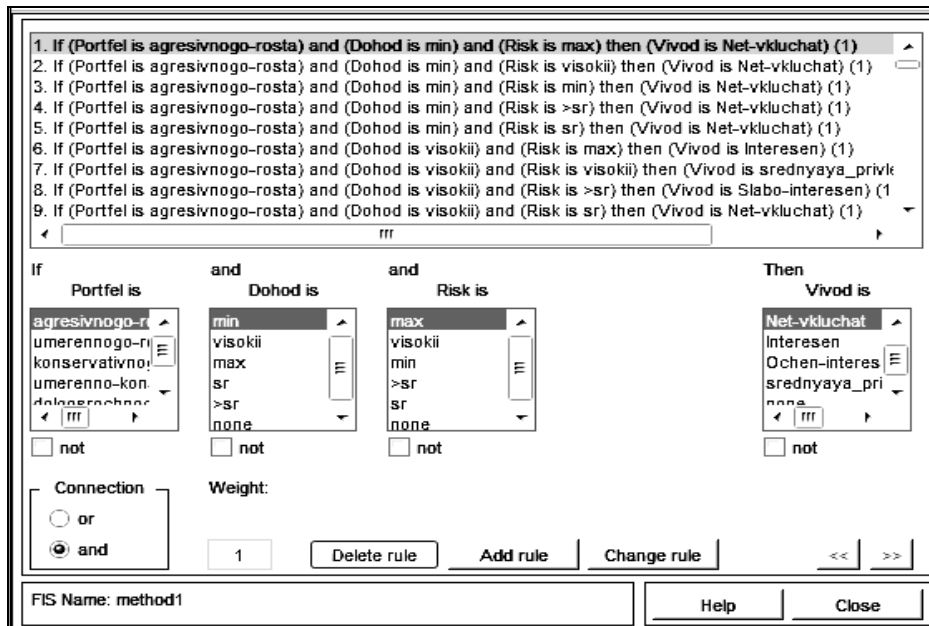 1. If (Portfel is agresivnogo-rosta) and (Dohod is min) and (Risk is max) then (Vivod is Net-vkluchat) (1)
2. If (Portfel is agresivnogo-rosta) and (Dohod is min) and (Risk is visokii) then (Vivod is Net-vkluchat) (1)
3. If (Portfel is agresivnogo-rosta) and (Dohod is min) and (Risk is min) then (Vivod is Net-vkluchat) (1)
4. If (Portfel is agresivnogo-rosta) and (Dohod is min) and (Risk is >sr) then (Vivod is Net-vkluchat) (1)
5. If (Portfel is agresivnogo-rosta) and (Dohod is min) and (Risk is sr) then (Vivod is Net-vkluchat) (1)
6. If (Portfel is agresivnogo-rosta) and (Dohod is visokii) and (Risk is max) then (Vivod is Interesen) (1)
7. If (Portfel is agresivnogo-rosta) and (Dohod is visokii) and (Risk is visokii) then (Vivod is srednyaya_privle
8. If (Portfel is agresivnogo-rosta) and (Dohod is visokii) and (Risk is >sr) then (Vivod is Slabo-interesen) (1
9. If (Portfel is agresivnogo-rosta) and (Dohod is visokii) and (Risk is sr) then (Vivod is Net-vkluchat) (1)
If and and Then
Portfel is Dohod is Risk is Vivod is
agresivnogo-r min max Net-vkluchat
umerennogo-r visokii visokii Interesen
konservativno max min Ochen-interes
umerenno-kon sr >sr srednyaya_pri
>sr sr none
none none
not not not not
Connection Weight:
or
and 1 Delete rule Add rule Change rule << >>
FIS Name: method1 Help Close